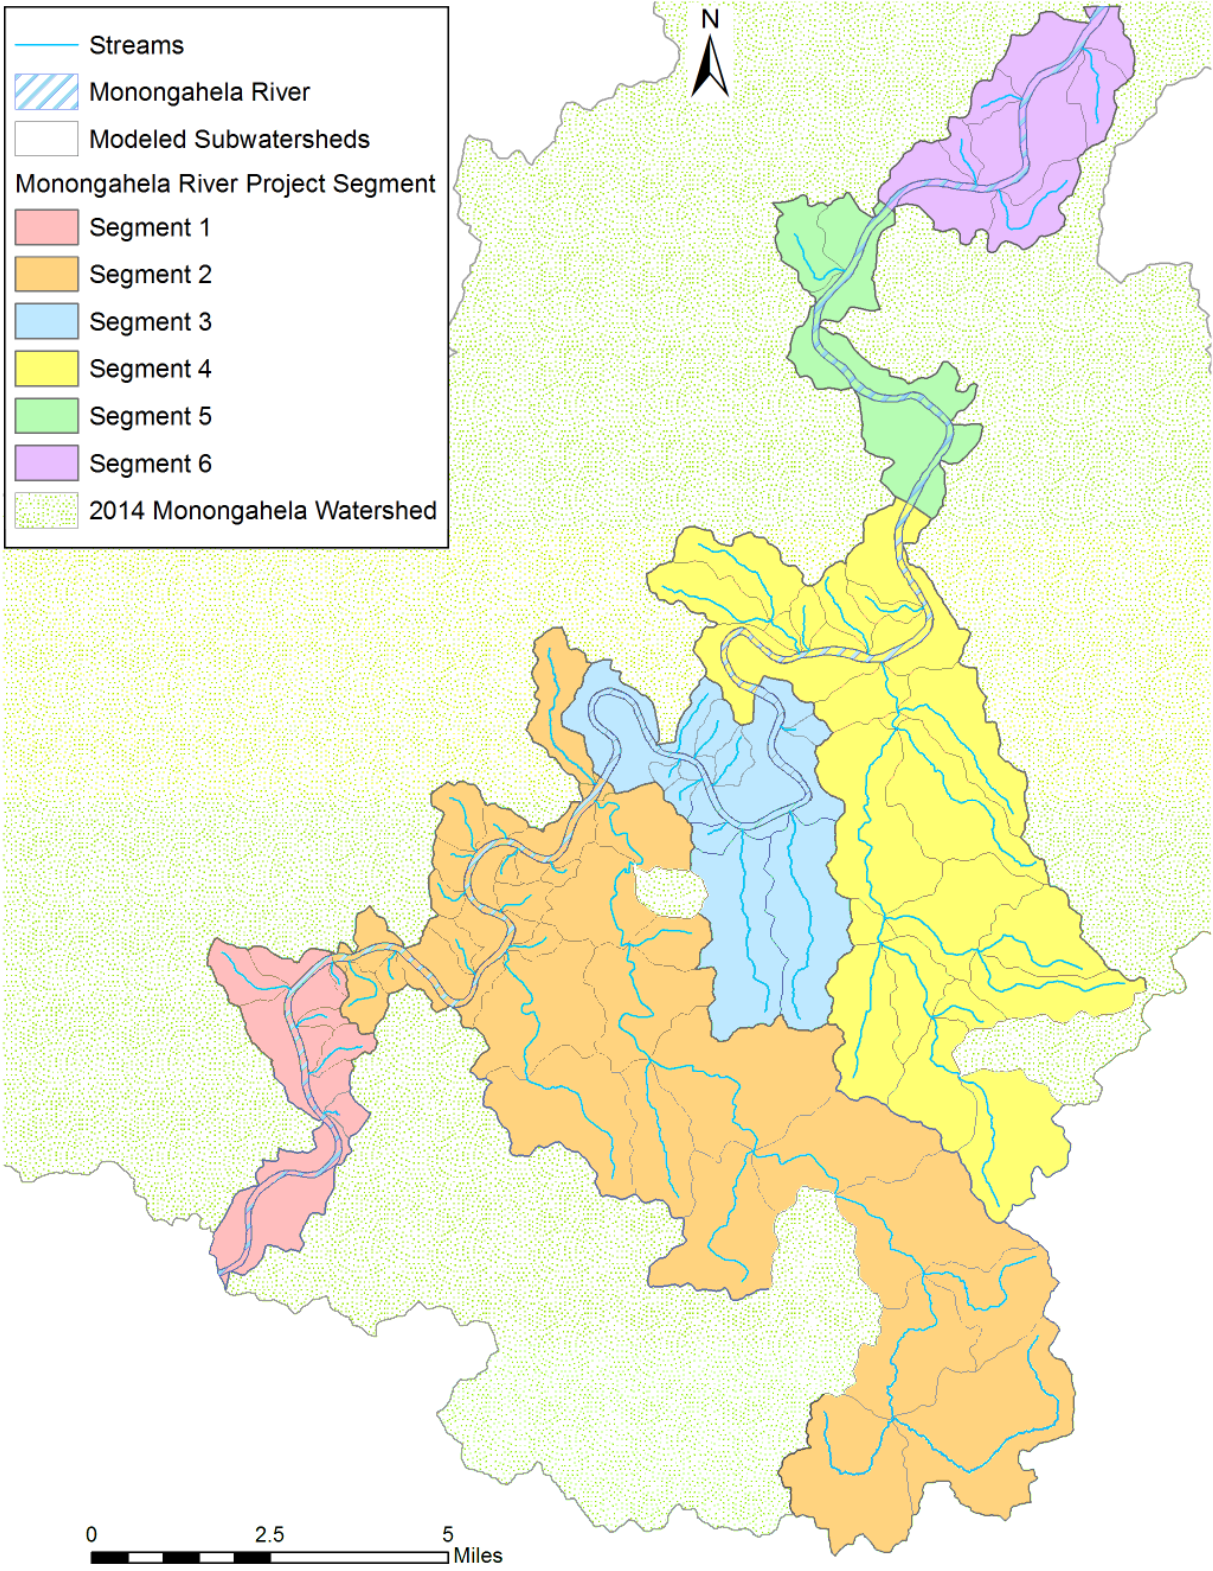 N
Streams
Monongahela River
Modeled Subwatersheds
Monongahela River Project Segment
Segment 1
Segment 2
Segment 3
Segment 4
Segment 5
Segment 6
2014 Monongahela Watershed
0 2.5 5
Miles